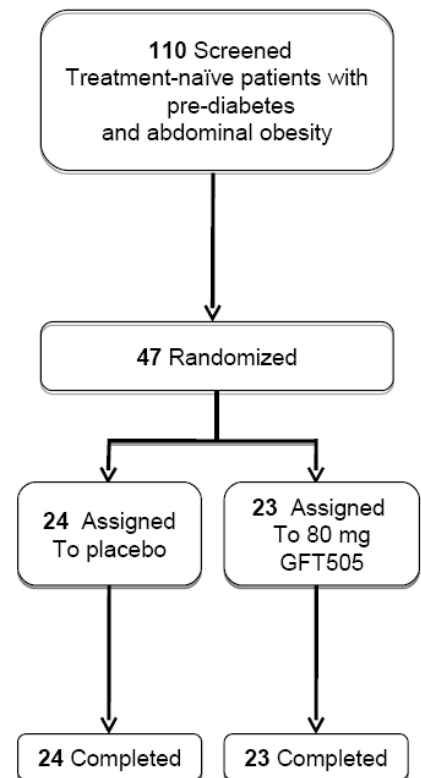 110 Screened
Treatment-naïve patients with
pre-diabetes
and abdominal obesity
47 Randomized
24 Assigned
To placebo
23 Assigned
To 80 mg
GFT505
24 Completed
23 Completed